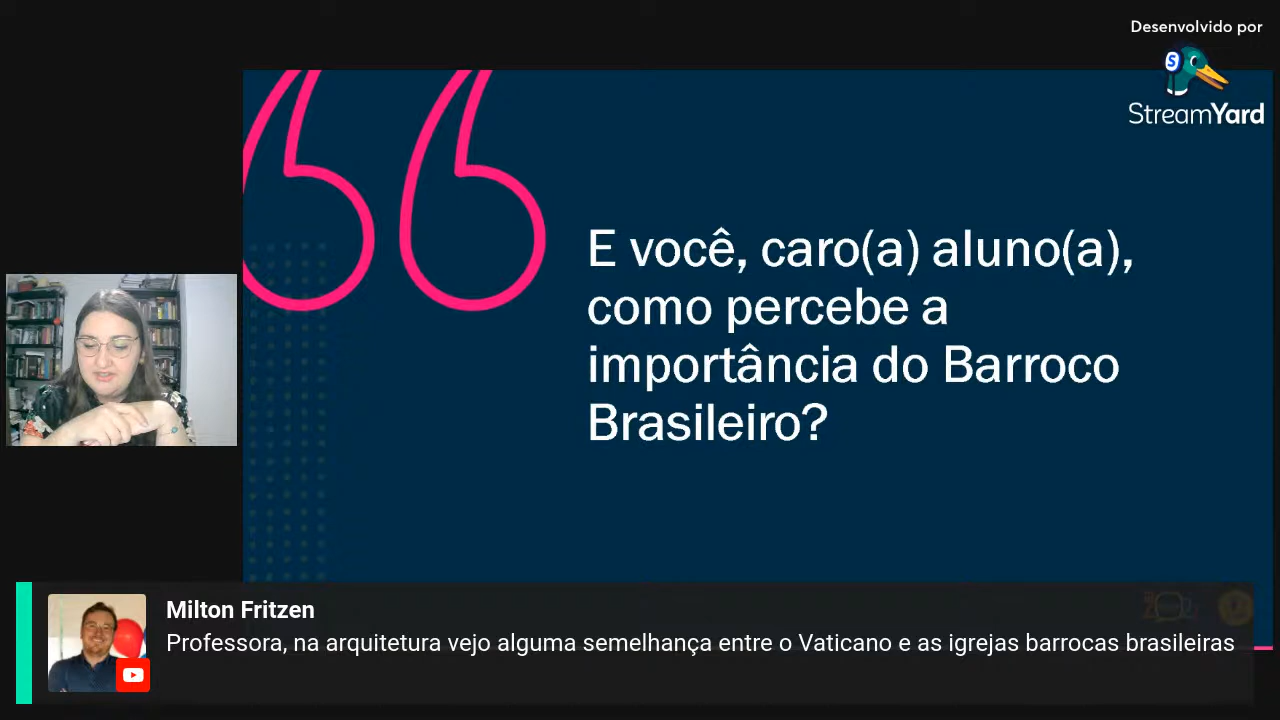 Desenvolvido por
StreamYard
E você, caro(a) aluno(a),
como percebe a
importância do Barroco
Brasileiro?
Milton Fritzen
Professora, na arquitetura vejo alguma semelhança entre o Vaticano e as igrejas barrocas brasileiras